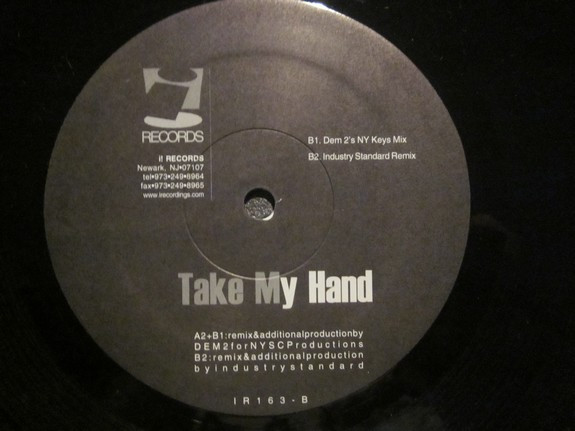 RECORDS
i! RECORDS
Newark, NJ•07107
tel•973•249•8964
fax•973•249•8965
www.irecordings.com
B1. Dem 2's NY Keys Mix
B2. Industry Standard Remix
Take My Hand
A2+B1:remix&additionalproductionby
DEM2forNYSCProductions
B2:remix&additionalproduction
byindustrystandard
IR163-B